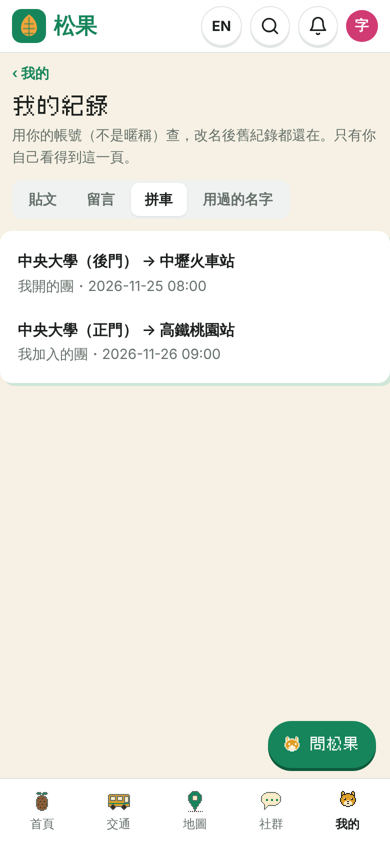 松果
EN
字
‹ 我的
我的紀錄
用你的帳號（不是暱稱）查，改名後舊紀錄都還在。只有你
自己看得到這一頁。
貼文 留言 拼車 用過的名字
中央大學（後門） → 中壢火車站
我開的團・2026-11-25 08:00
中央大學（正門） → 高鐵桃園站
我加入的團・2026-11-26 09:00
問松果
首頁 交通 地圖 社群 我的